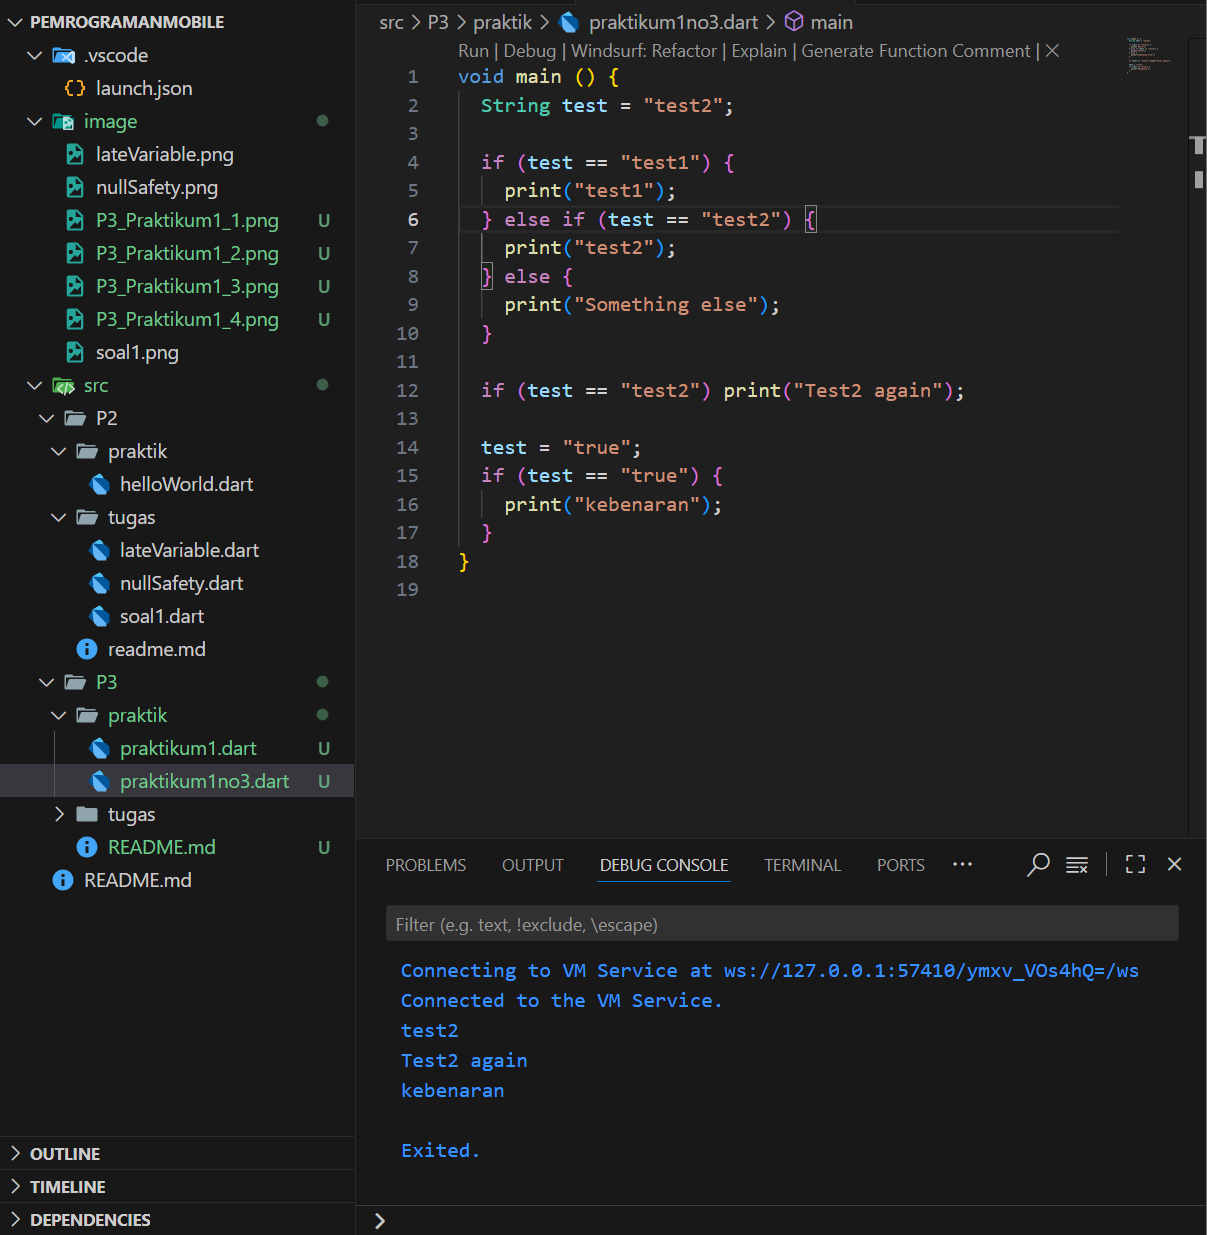 PEMROGRAMANMOBILE
.vscode
launch.json
image
lateVariable.png
nullSafety.png
P3_Praktikum1_1.png U
P3_Praktikum1_2.png U
P3_Praktikum1_3.png U
P3_Praktikum1_4.png U
soal1.png
src
P2
praktik
helloWorld.dart
tugas
lateVariable.dart
nullSafety.dart
soal1.dart
readme.md
P3
praktik
praktikum1.dart U
praktikum1no3.dart U
tugas
README.md U
README.md
OUTLINE
TIMELINE
DEPENDENCIES
src > P3 > praktik > praktikum1no3.dart > main
Run | Debug | Windsurf: Refactor | Explain | Generate Function Comment | ×
1 void main () {
2 String test = "test2";
3
4 if (test == "test1") {
5 print("test1");
6 } else if (test == "test2") {
7 print("test2");
8 } else {
9 print("Something else");
10 }
11
12 if (test == "test2") print("Test2 again");
13
14 test = "true";
15 if (test == "true") {
16 print("kebenaran");
17 }
18 }
19
PROBLEMS OUTPUT DEBUG CONSOLE TERMINAL PORTS ...
Filter (e.g. text, !exclude, \escape)
Connecting to VM Service at ws://127.0.0.1:57410/ymxv_VOs4hQ=/ws
Connected to the VM Service.
test2
Test2 again
kebenaran
Exited.
>